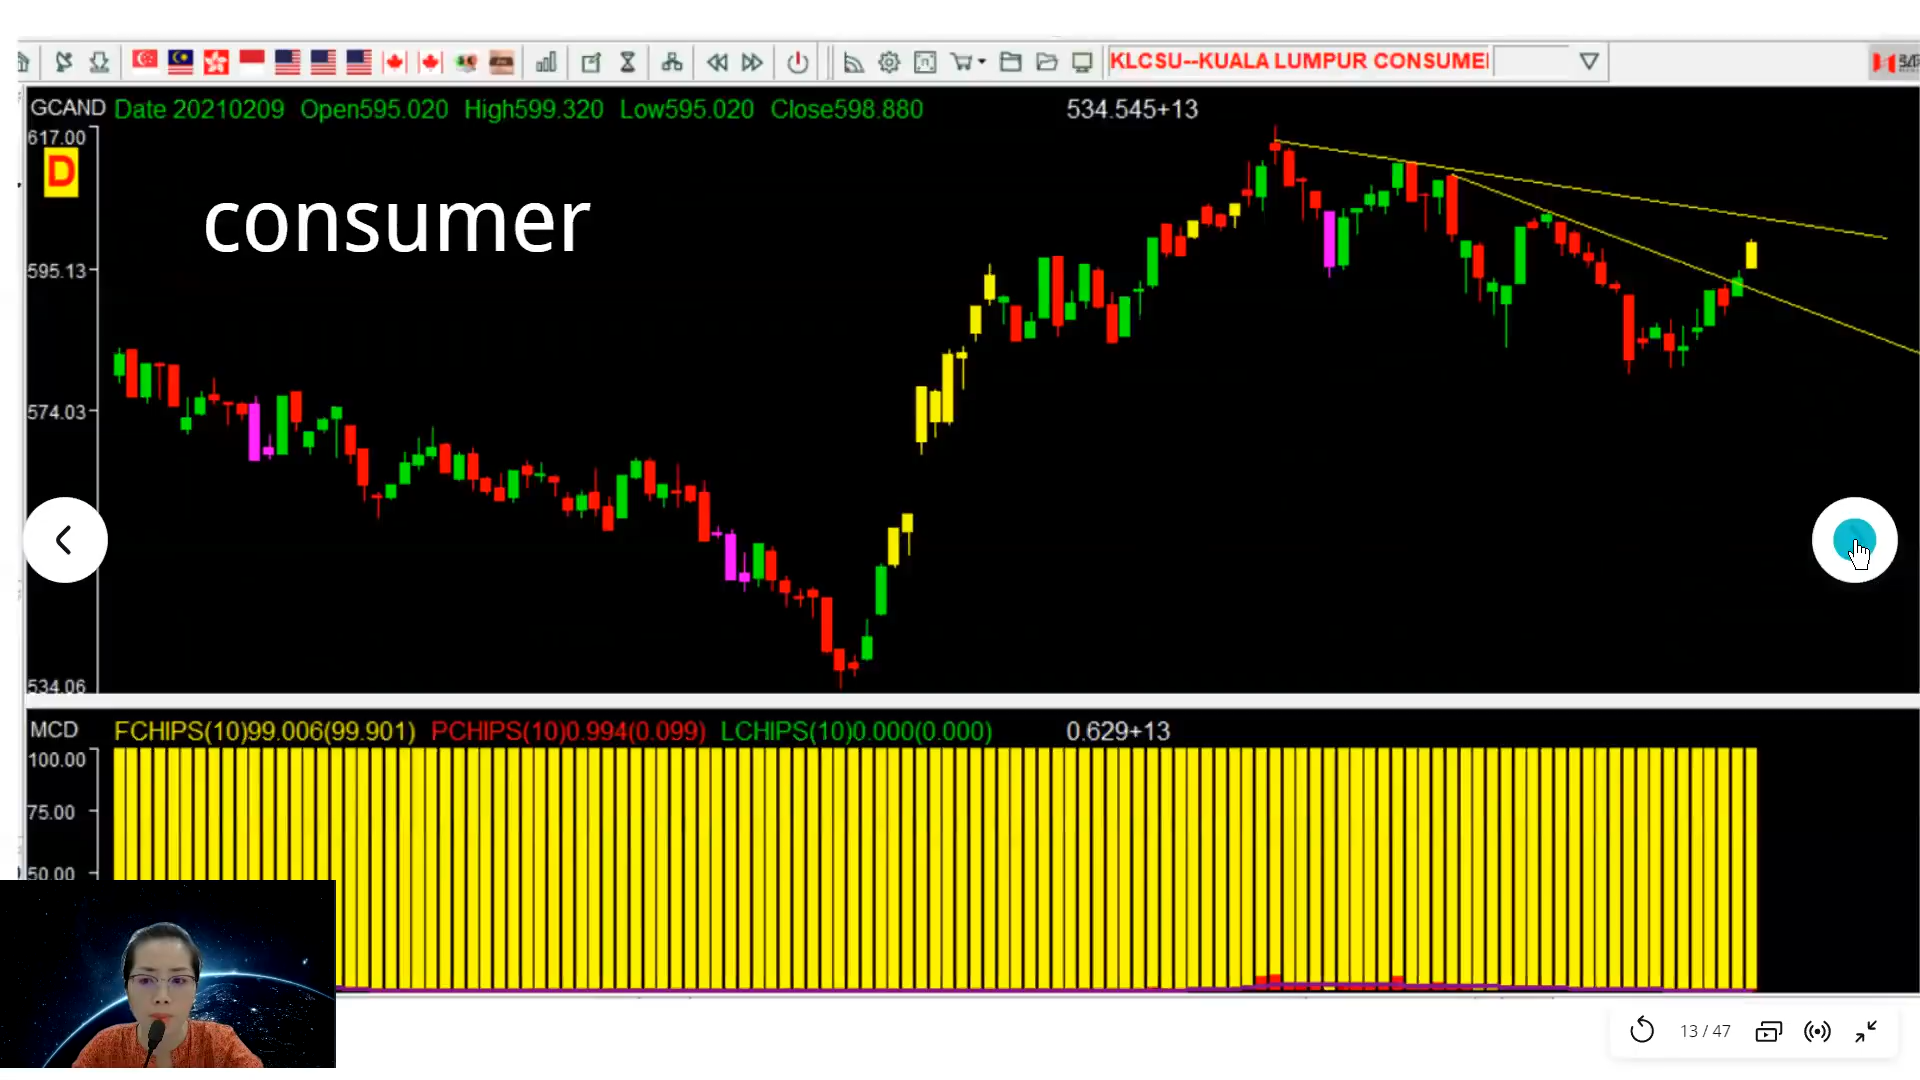 KLCSU--KUALA LUMPUR CONSUME
GCAND Date 20210209 Open595.020 High599.320 Low595.020 Close598.880 534.545+13
617.00
D
consumer
595.13
574.03
534.06
MCD FCHIPS(10)99.006(99.901) PCHIPS(10)0.994(0.099) LCHIPS(10)0.000(0.000) 0.629+13
100.00
75.00
50.00
13 / 47